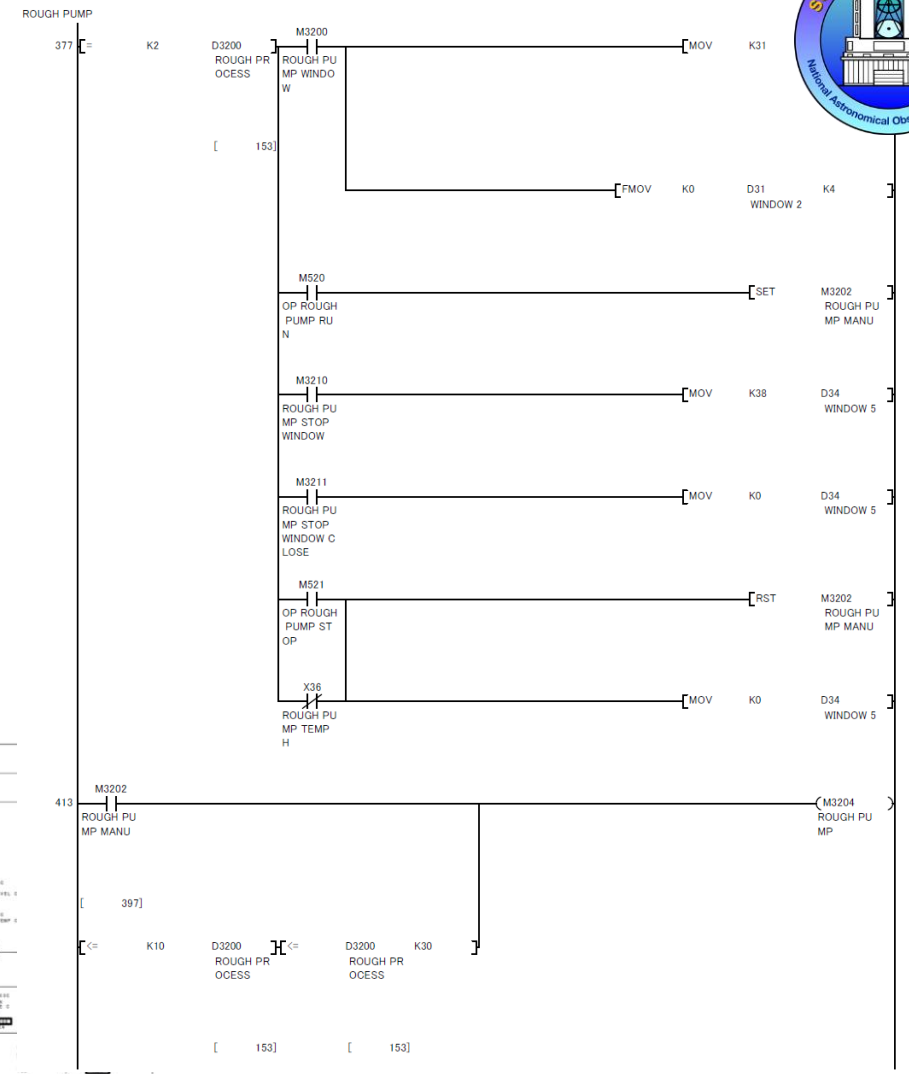 ROUGH PUMP
377 = K2 D3200 M3200 MOV K31
ROUGH PR ROUGH PU
OCESS MP WINDO
W
National Astronomical Obs
[ 153]
FMOV K0 D31 K4
WINDOW 2
M520
SET M3202
OP ROUGH ROUGH PU
PUMP RU MP MANU
N
M3210
MOV K38 D34
ROUGH PU WINDOW 5
MP STOP
WINDOW
M3211
MOV K0 D34
ROUGH PU WINDOW 5
MP STOP
WINDOW C
LOSE
M521
RST M3202
OP ROUGH ROUGH PU
PUMP ST MP MANU
OP
X36
MOV K0 D34
ROUGH PU WINDOW 5
MP TEMP
H
M3202
413 M3204
ROUGH PU ROUGH PU
MP MANU MP
[ 397]
<= K10 D3200 <= D3200 K30
ROUGH PR ROUGH PR
OCESS OCESS
[ 153] [ 153]